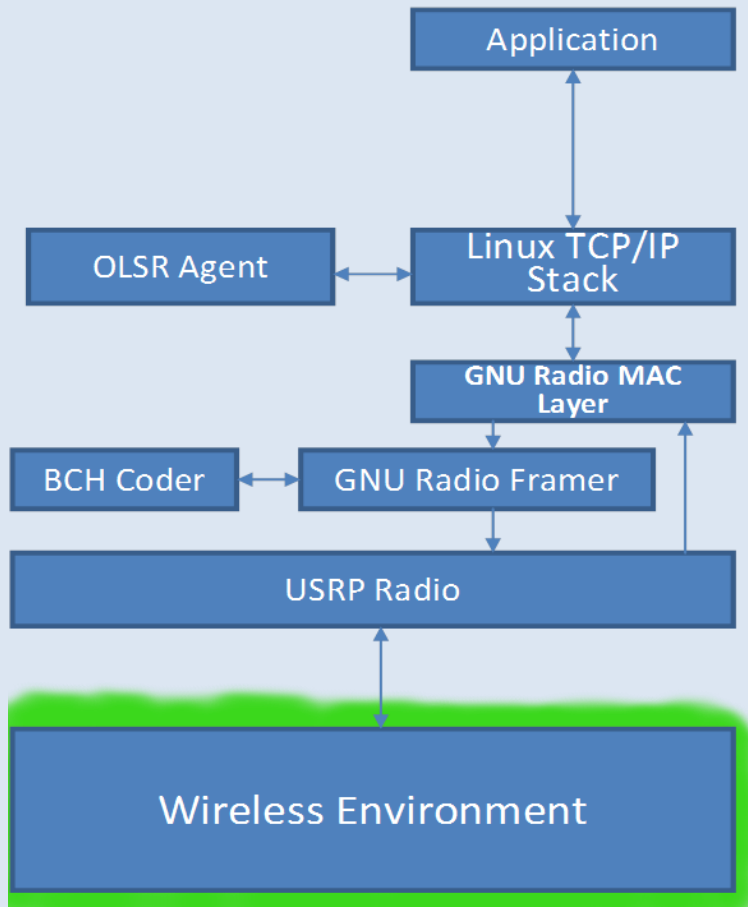 Application
OLSR Agent
Linux TCP/IP
Stack
GNU Radio MAC
Layer
BCH Coder
GNU Radio Framer
USRP Radio
Wireless Environment